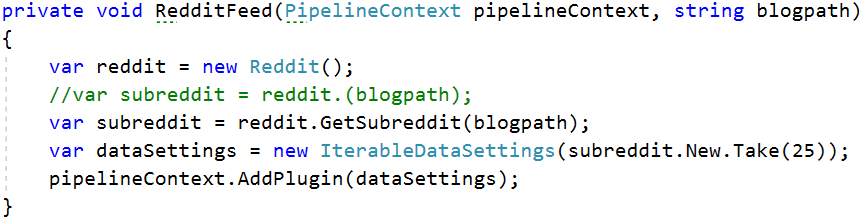 private void RedditFeed(PipelineContext pipelineContext, string blogpath)
{
    var reddit = new Reddit();
    //var subreddit = reddit.(blogpath);
    var subreddit = reddit.GetSubreddit(blogpath);
    var dataSettings = new IterableDataSettings(subreddit.New.Take(25));
    pipelineContext.AddPlugin(dataSettings);
}